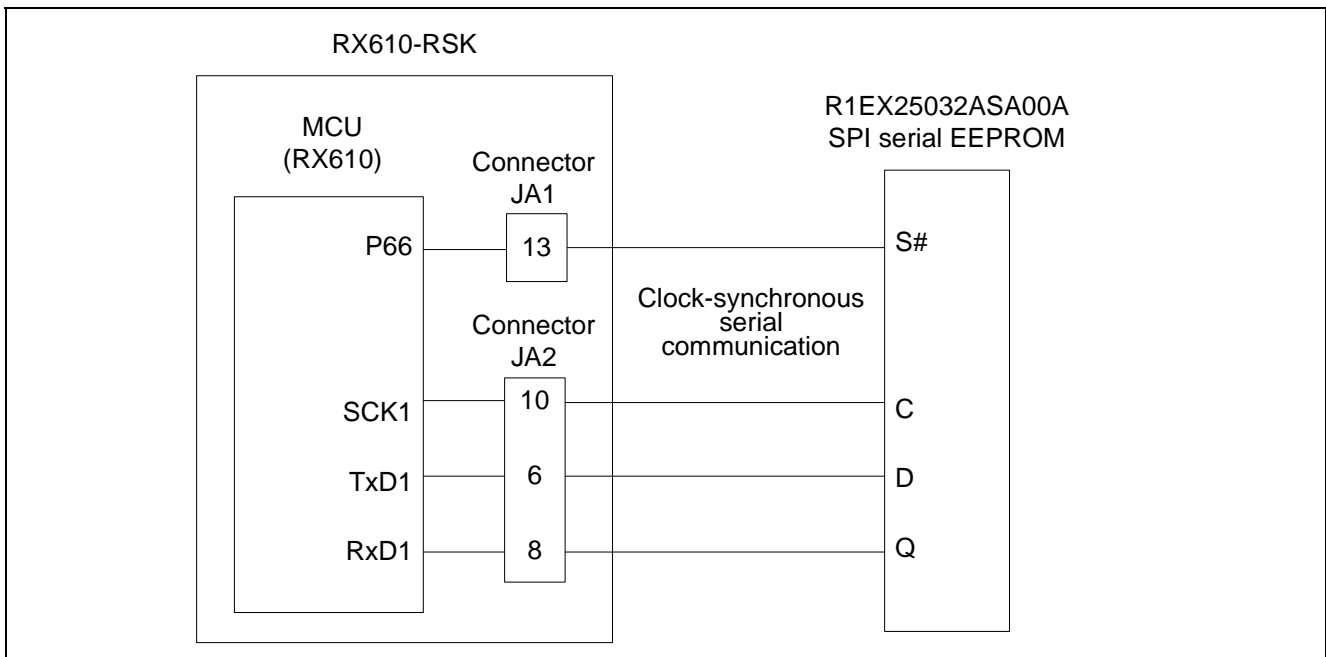 RX610-RSK
R1EX25032ASA00A
SPI serial EEPROM
MCU
(RX610)
Connector
JA1
P66
13
S#
Clock-synchronous
serial
communication
Connector
JA2
SCK1
10
C
TxD1
6
D
RxD1
8
Q